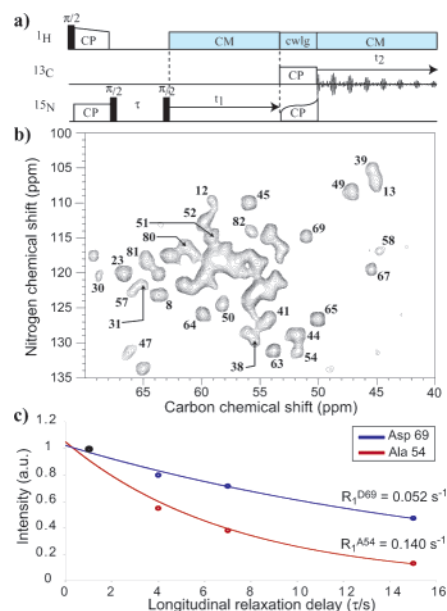 a)
π/2
¹H CP CM cwlg CM
¹³C CP t₂
π/2 π/2
¹⁵N CP τ t₁ CP
b)
100
105
110
115
120
125
130
135
Nitrogen chemical shift (ppm)
12
45
39
49
13
52
51
82
69
80
58
81
23
67
30
57
8
50
31
64
41
65
47
44
38
63
54
65 60 55 50 45 40
Carbon chemical shift (ppm)
c)
1.4
1.2
1
0.8
0.6
0.4
0.2
0
Intensity (a.u.)
Asp 69
Ala 54
R₁ᴰ⁶⁹ = 0.052 s⁻¹
R₁ᴬ⁵⁴ = 0.140 s⁻¹
0 2 4 6 8 10 12 14 16
Longitudinal relaxation delay (τ/s)